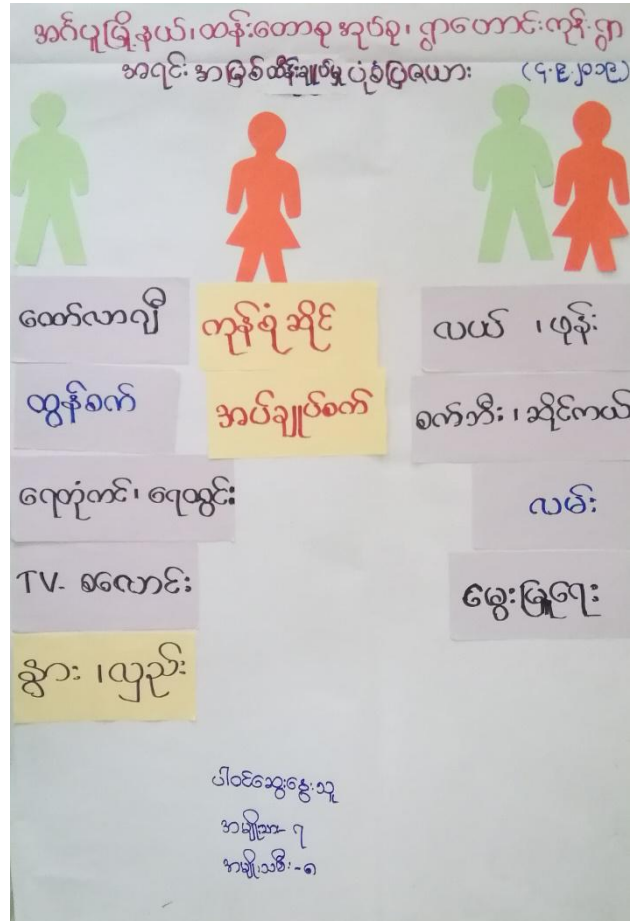 အင်္ဂပူမြို့နယ်၊ ထန်းတောစုအုပ်စု၊ ရွာတောင်းကုန်းရွာ
အရင်းအမြစ်ထိန်းချုပ်မှုပုံစံပြဇယား (၄.၉.၂၀၁၉)
ထော်လာဂျီ
ကုန်စုံဆိုင်
လယ် ၊ ဖုန်း
ထွန်စက်
အပ်ချုပ်စက်
စက်ဘီး ၊ ဆိုင်ကယ်
ရေတုံကင်၊ ရေတွင်း
လမ်း
TV- စလောင်း
မွေးမြူရေး
နွား ၊ လှည်း
ပါဝင်ဆွေးနွေးသူ
အမျိုးသား- ၇
အမျိုးသမီး- ၈